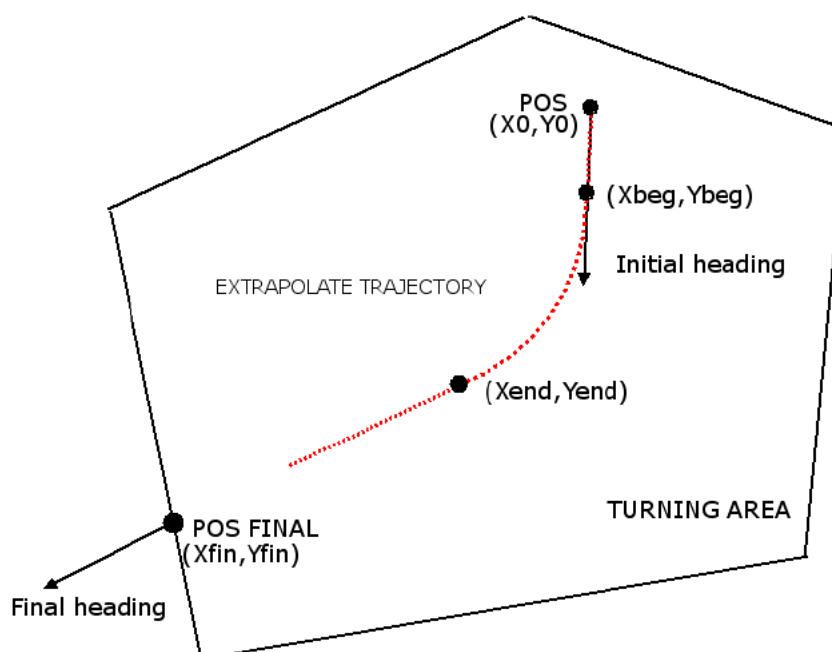 POS
(X0,Y0)
(Xbeg,Ybeg)
Initial heading
EXTRAPOLATE TRAJECTORY
(Xend,Yend)
TURNING AREA
POS FINAL
(Xfin,Yfin)
Final heading